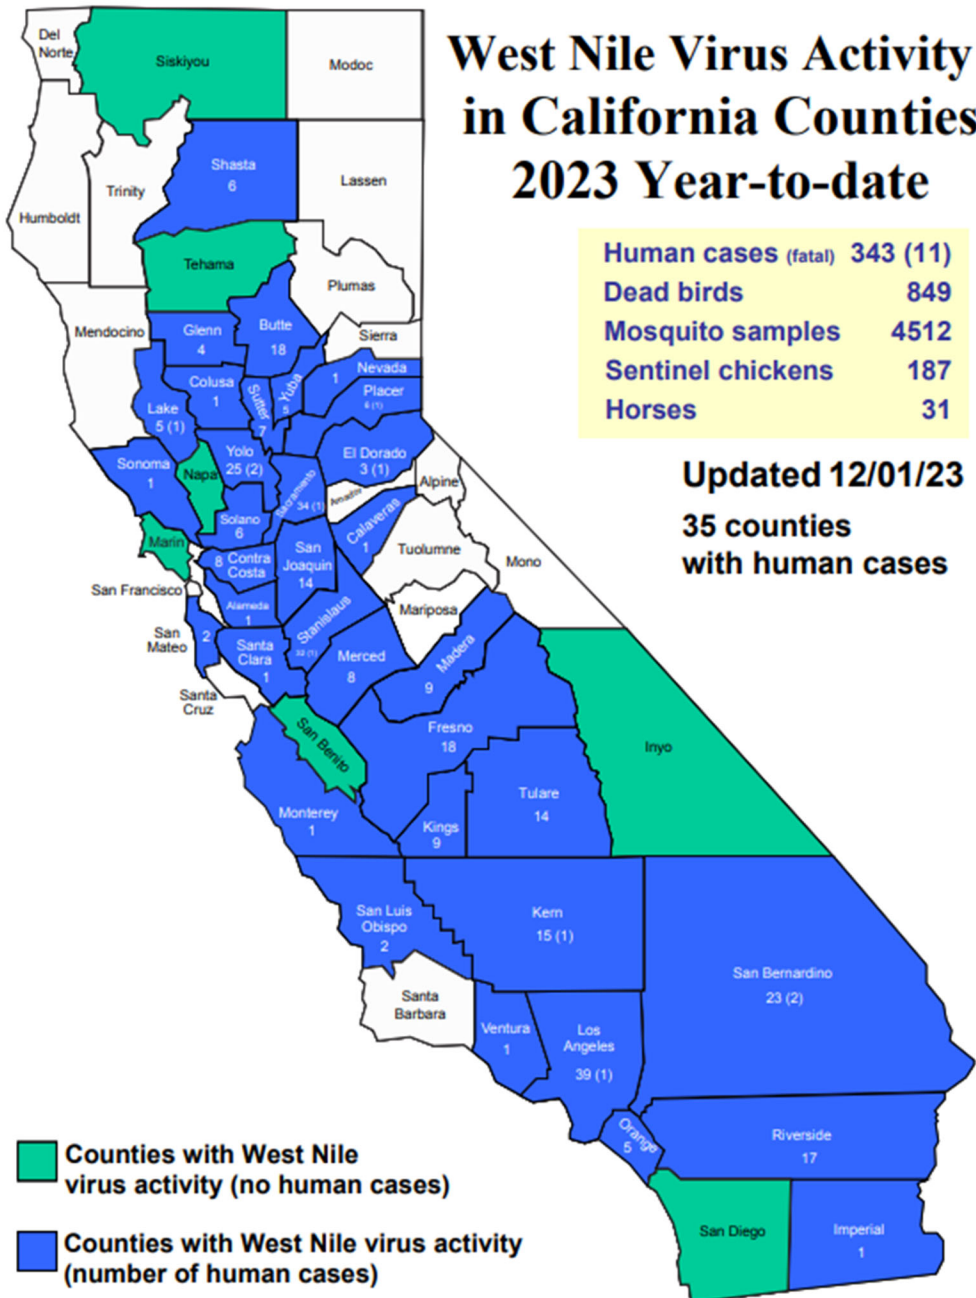 West Nile Virus Activity
in California Counties
2023 Year-to-date
Human cases (fatal) 343 (11)
Dead birds 849
Mosquito samples 4512
Sentinel chickens 187
Horses 31
Updated 12/01/23
35 counties
with human cases
Del
Norte
Siskiyou
Modoc
Shasta
6
Lassen
Trinity
Humboldt
Tehama
Plumas
Mendocino
Glenn
4
Butte
18
Sierra
Colusa
1
Sutter
7
Yuba
5
1 Nevada
Placer
6 (1)
Lake
5 (1)
Sonoma
1
Napa
Yolo
25 (2)
Sacramento
34 (1)
El Dorado
3 (1)
Amador
Alpine
Solano
6
Calaveras
1
Marin
8 Contra
Costa
San
Joaquin
14
Tuolumne
Mono
San Francisco
Alameda
1
Stanislaus
32 (1)
Mariposa
San
Mateo
2
Santa
Clara
1
Merced
8
Madera
9
Santa
Cruz
San Benito
Fresno
18
Inyo
Monterey
1
Kings
9
Tulare
14
San Luis
Obispo
2
Kern
15 (1)
San Bernardino
23 (2)
Santa
Barbara
Ventura
1
Los
Angeles
39 (1)
Orange
5
Riverside
17
San Diego
Imperial
1
Counties with West Nile
virus activity (no human cases)
Counties with West Nile virus activity
(number of human cases)